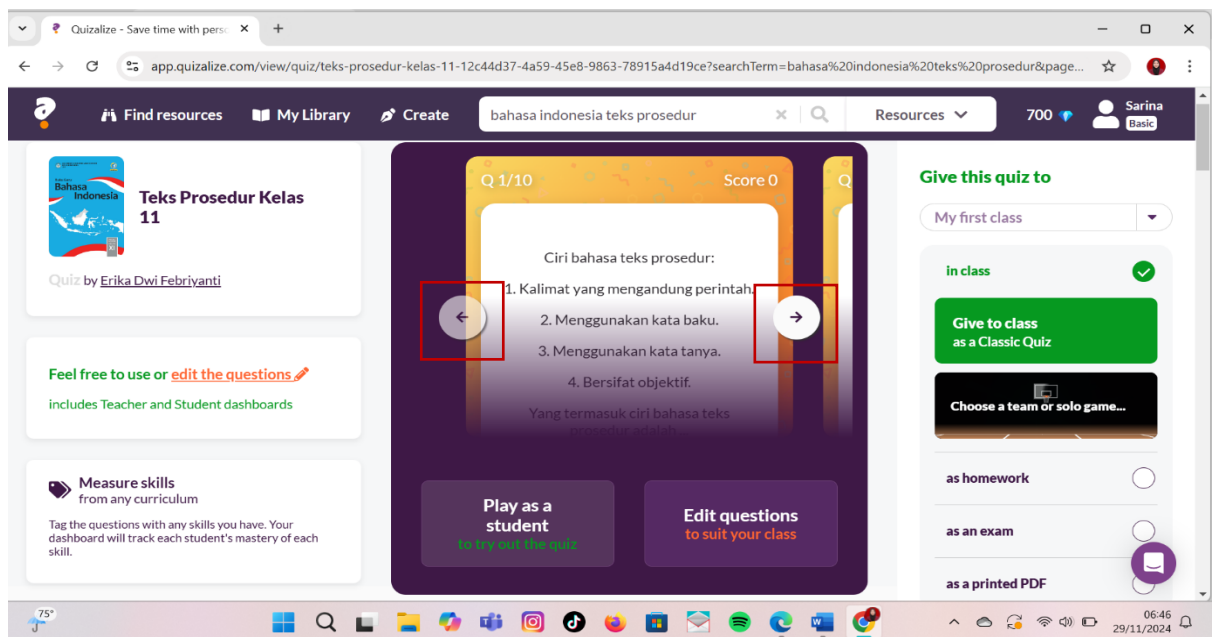 Quizalize - Save time with perso
app.quizalize.com/view/quiz/teks-prosedur-kelas-11-12c44d37-4a59-45e8-9863-78915a4d19ce?searchTerm=bahasa%20indonesia%20teks%20prosedur&page...
Find resources
My Library
Create
bahasa indonesia teks prosedur
Resources
700
Sarina
Basic
Bahasa
Indonesia
Teks Prosedur Kelas
11
Quiz by Erika Dwi Febriyanti
Feel free to use or edit the questions
includes Teacher and Student dashboards
Measure skills
from any curriculum
Tag the questions with any skills you have. Your
dashboard will track each student's mastery of each
skill.
Q 1/10
Score 0
Q
Ciri bahasa teks prosedur:
1. Kalimat yang mengandung perintah.
2. Menggunakan kata baku.
3. Menggunakan kata tanya.
4. Bersifat objektif.
Yang termasuk ciri bahasa teks
prosedur adalah
Play as a
student
to try out the quiz
Edit questions
to suit your class
Give this quiz to
My first class
in class
Give to class
as a Classic Quiz
Choose a team or solo game...
as homework
as an exam
as a printed PDF
75°
06:46
29/11/2024